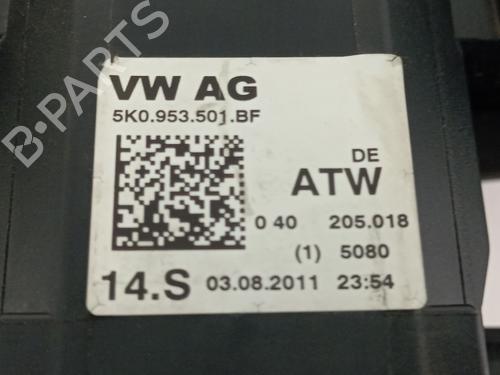 VW AG
5K0.953.501.BF
DE
ATW
0 40 205.018
(1) 5080
14.S 03.08.2011 23:54